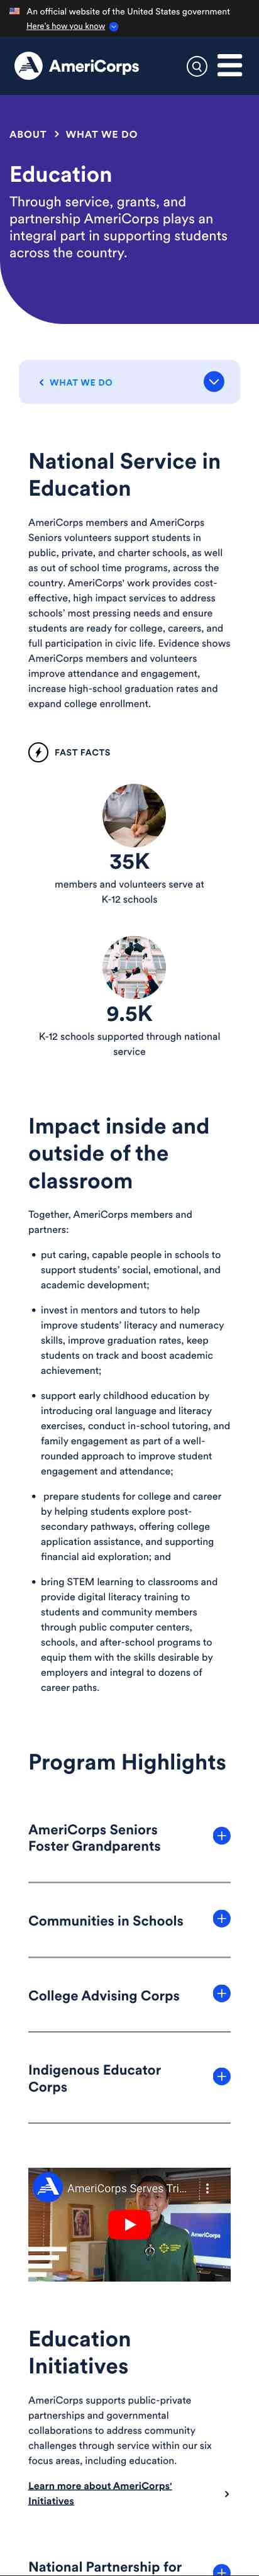 An official website of the United States government
Here's how you know
AmeriCorps
ABOUT > WHAT WE DO
Education
Through service, grants, and
partnership AmeriCorps plays an
integral part in supporting students
across the country.
< WHAT WE DO
National Service in
Education
AmeriCorps members and AmeriCorps
Seniors volunteers support students in
public, private, and charter schools, as well
as out of school time programs, across the
country. AmeriCorps' work provides cost-
effective, high impact services to address
schools' most pressing needs and ensure
students are ready for college, careers, and
full participation in civic life. Evidence shows
AmeriCorps members and volunteers
improve attendance and engagement,
increase high-school graduation rates and
expand college enrollment.
FAST FACTS
35K
members and volunteers serve at
K-12 schools
9.5K
K-12 schools supported through national
service
Impact inside and
outside of the
classroom
Together, AmeriCorps members and
partners:
• put caring, capable people in schools to
support students' social, emotional, and
academic development;
• invest in mentors and tutors to help
improve students' literacy and numeracy
skills, improve graduation rates, keep
students on track and boost academic
achievement;
• support early childhood education by
introducing oral language and literacy
exercises, conduct in-school tutoring, and
family engagement as part of a well-
rounded approach to improve student
engagement and attendance;
• prepare students for college and career
by helping students explore post-
secondary pathways, offering college
application assistance, and supporting
financial aid exploration; and
• bring STEM learning to classrooms and
provide digital literacy training to
students and community members
through public computer centers,
schools, and after-school programs to
equip them with the skills desirable by
employers and integral to dozens of
career paths.
Program Highlights
AmeriCorps Seniors
Foster Grandparents
Communities in Schools
College Advising Corps
Indigenous Educator
Corps
AmeriCorps Serves Tri...
AmeriCorps
Education
Initiatives
AmeriCorps supports public-private
partnerships and governmental
collaborations to address community
challenges through service within our six
focus areas, including education.
Learn more about AmeriCorps'
Initiatives
National Partnership for